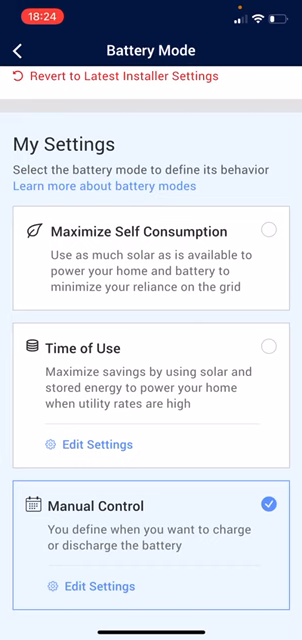 18:24
Battery Mode
Revert to Latest Installer Settings
My Settings
Select the battery mode to define its behavior
Learn more about battery modes
Maximize Self Consumption
Use as much solar as is available to
power your home and battery to
minimize your reliance on the grid
Time of Use
Maximize savings by using solar and
stored energy to power your home
when utility rates are high
Edit Settings
Manual Control
You define when you want to charge
or discharge the battery
Edit Settings